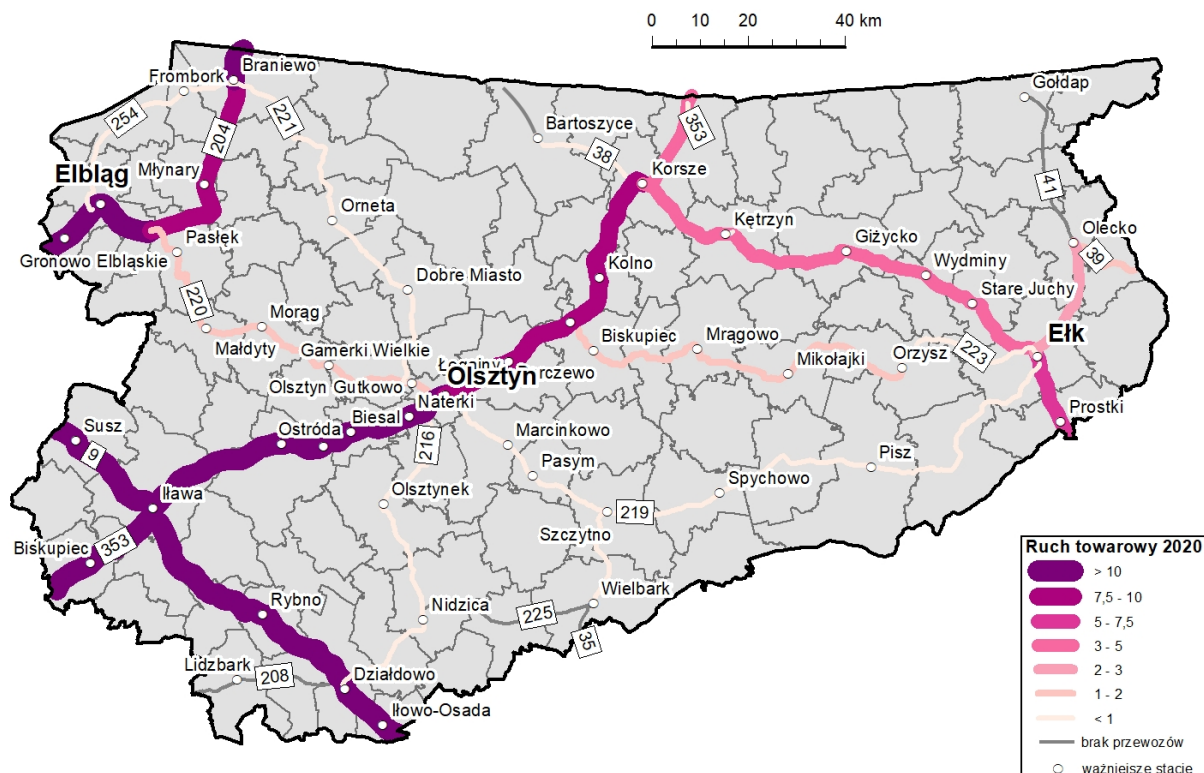 0 10 20 40 km
Braniewo
Frombork
Gołdap
254
204
221
353
Bartoszyce
38
Elbląg
Młynary
Korsze
41
Orneta
Kętrzyn
Olecko
Pasłęk
Giżycko
39
Gronowo Elbląskie
Kolno
Wydminy
Dobre Miasto
Stare Juchy
220
Morąg
Biskupiec
Mrągowo
Ełk
Małdyty
Gamerki Wielkie
223
Mikołajki
Orzysz
Olsztyn
Olsztyn Gutkowo
Naterki
Prostki
Susz
Ostróda
Biesal
216
Marcinkowo
9
Pasym
Pisz
Spychowo
Iława
Olsztynek
219
353
Szczytno
Biskupiec
Wielbark
Rybno
Nidzica
225
35
Lidzbark
208
Działdowo
Iłowo-Osada
Ruch towarowy 2020
> 10
7,5 - 10
5 - 7,5
3 - 5
2 - 3
1 - 2
< 1
brak przewozów
ważniejsze stacje